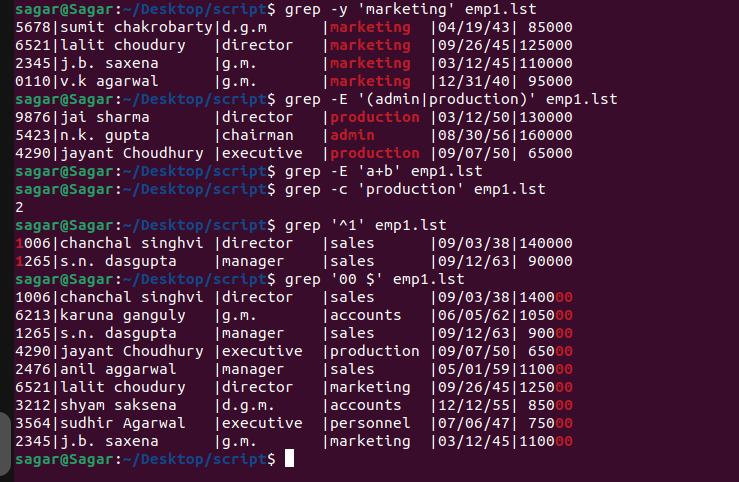 sagar@Sagar:~/Desktop/script$ grep -y 'marketing' emp1.lst
5678|sumit chakrobarty|d.g.m      |marketing  |04/19/43| 85000
6521|lalit choudury   |director   |marketing  |09/26/45|125000
2345|j.b. saxena      |g.m.       |marketing  |03/12/45|110000
0110|v.k agarwal      |g.m.       |marketing  |12/31/40| 95000
sagar@Sagar:~/Desktop/script$ grep -E '(admin|production)' emp1.lst
9876|jai sharma       |director   |production |03/12/50|130000
5423|n.k. gupta       |chairman   |admin      |08/30/56|160000
4290|jayant Choudhury |executive  |production |09/07/50| 65000
sagar@Sagar:~/Desktop/script$ grep -E 'a+b' emp1.lst
sagar@Sagar:~/Desktop/script$ grep -c 'production' emp1.lst
2
sagar@Sagar:~/Desktop/script$ grep '^1' emp1.lst
1006|chanchal singhvi |director   |sales      |09/03/38|140000
1265|s.n. dasgupta    |manager    |sales      |09/12/63| 90000
sagar@Sagar:~/Desktop/script$ grep '00 $' emp1.lst
1006|chanchal singhvi |director   |sales      |09/03/38|140000
6213|karuna ganguly   |g.m.       |accounts   |06/05/62|105000
1265|s.n. dasgupta    |manager    |sales      |09/12/63| 90000
4290|jayant Choudhury |executive  |production |09/07/50| 65000
2476|anil aggarwal    |manager    |sales      |05/01/59|110000
6521|lalit choudury   |director   |marketing  |09/26/45|125000
3212|shyam saksena    |d.g.m.     |accounts   |12/12/55| 85000
3564|sudhir Agarwal   |executive  |personnel  |07/06/47| 75000
2345|j.b. saxena      |g.m.       |marketing  |03/12/45|110000
sagar@Sagar:~/Desktop/script$